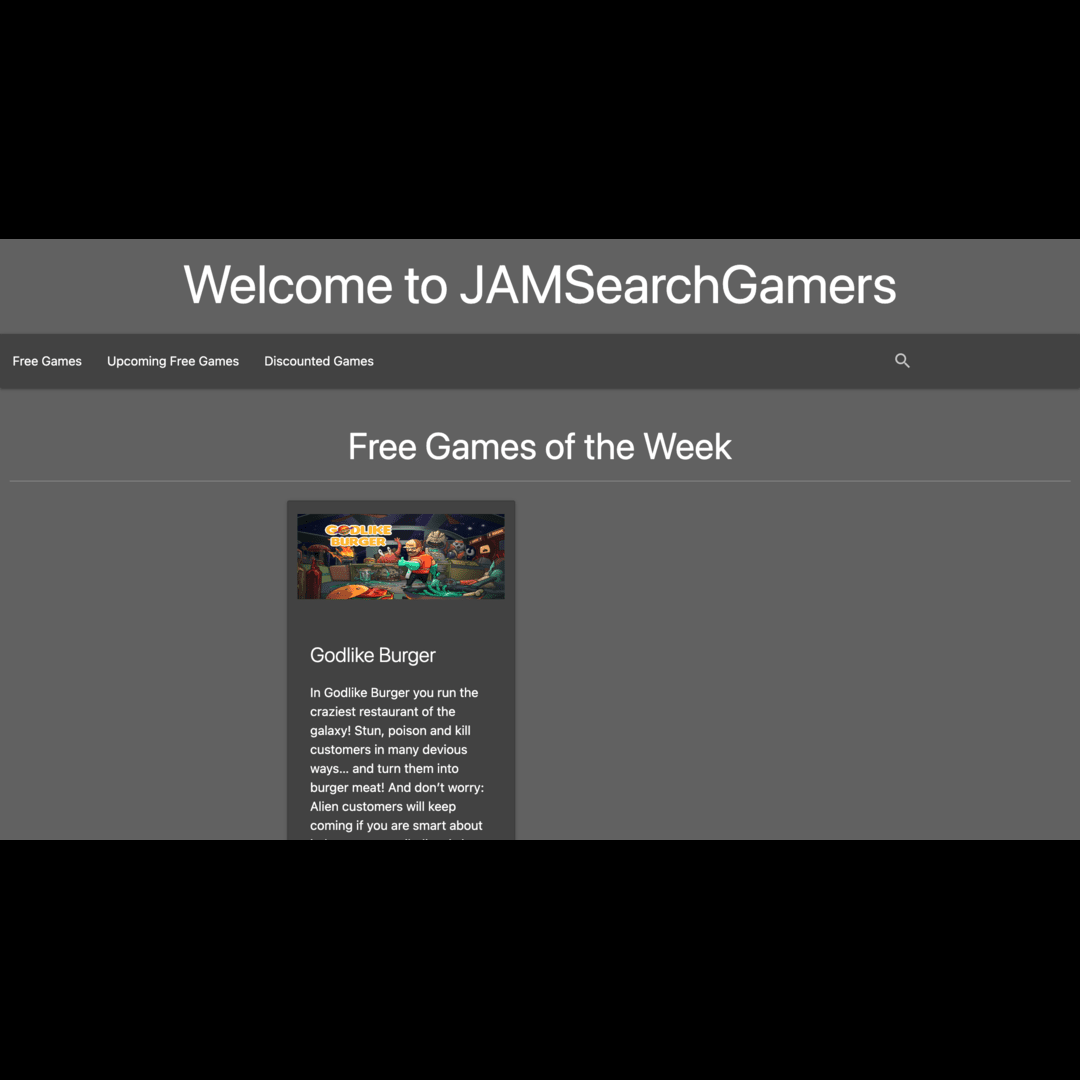 Welcome to JAMSearchGamers
Free Games Upcoming Free Games Discounted Games
Free Games of the Week
GODLIKE
BURGER
Godlike Burger
In Godlike Burger you run the
craziest restaurant of the
galaxy! Stun, poison and kill
customers in many devious
ways... and turn them into
burger meat! And don’t worry:
Alien customers will keep
coming if you are smart about